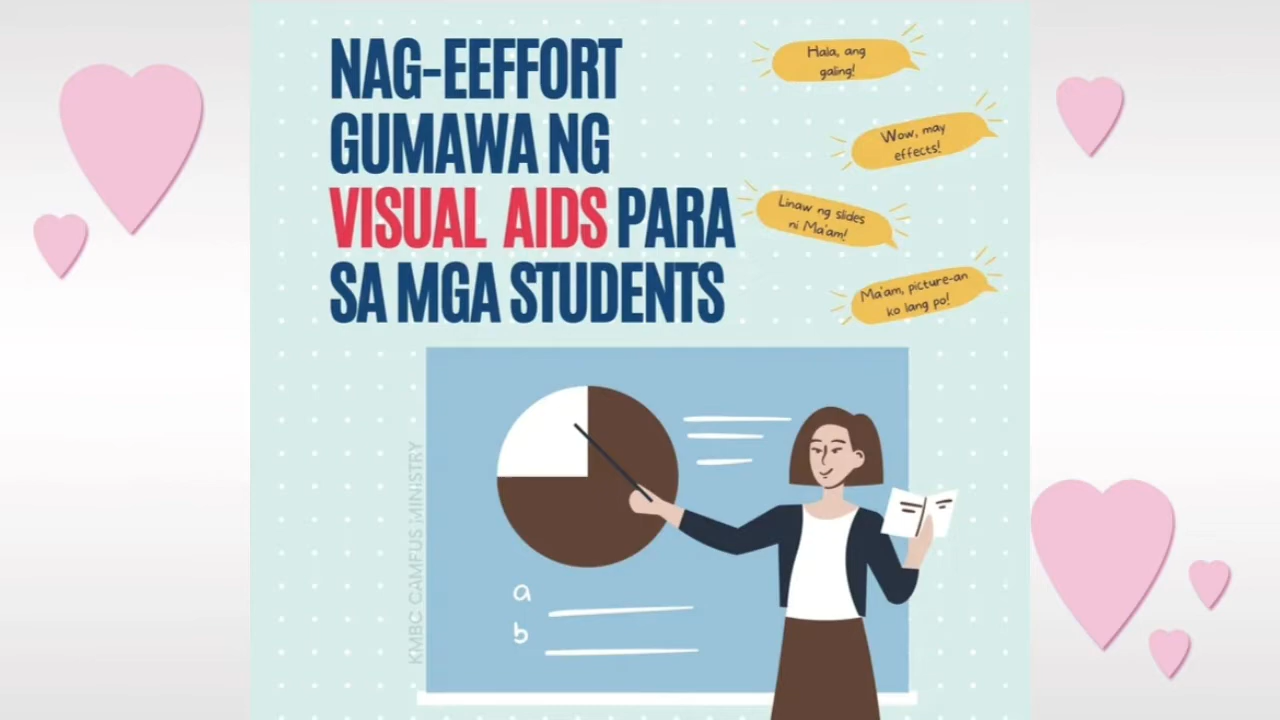 NAG-EEFFORT
GUMAWA NG
VISUAL AIDS PARA
SA MGA STUDENTS
Hala, ang
galing!
Wow, may
effects!
Linaw ng slides
ni Ma'am!
Ma'am, picture-an
ko lang po!
a
b
KMBC CAMPUS MINISTRY